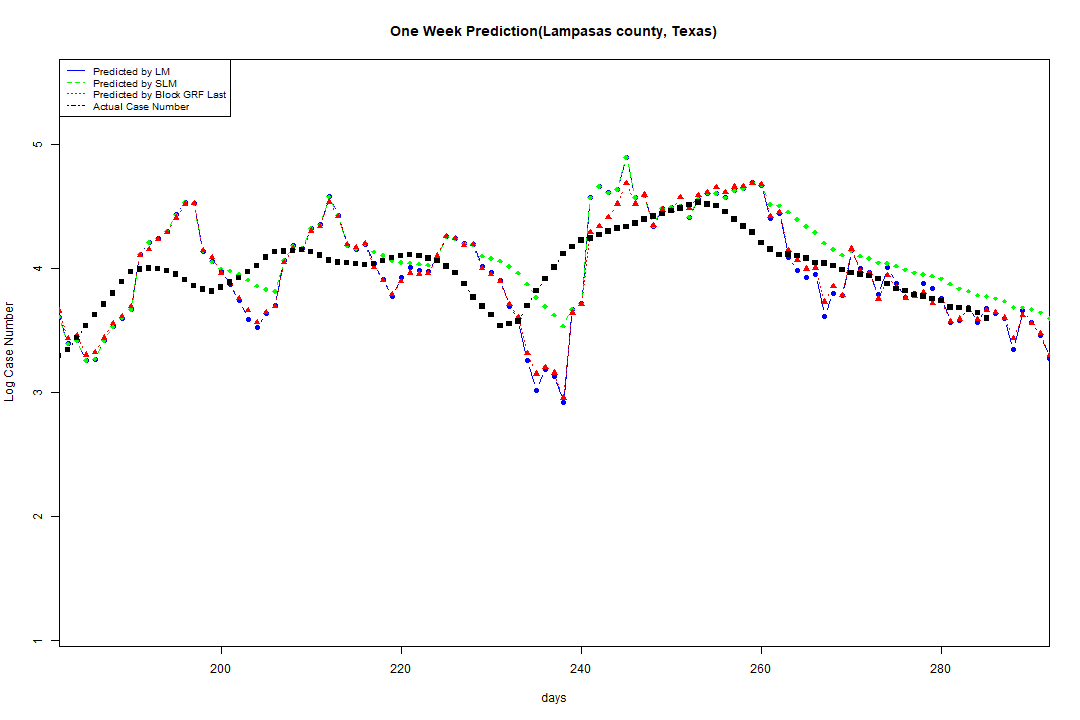 One Week Prediction(Lampasas county, Texas)
Predicted by LM
Predicted by SLM
Predicted by Block GRF Last
Actual Case Number
5
4
3
2
1
Log Case Number
200 220 240 260 280
days